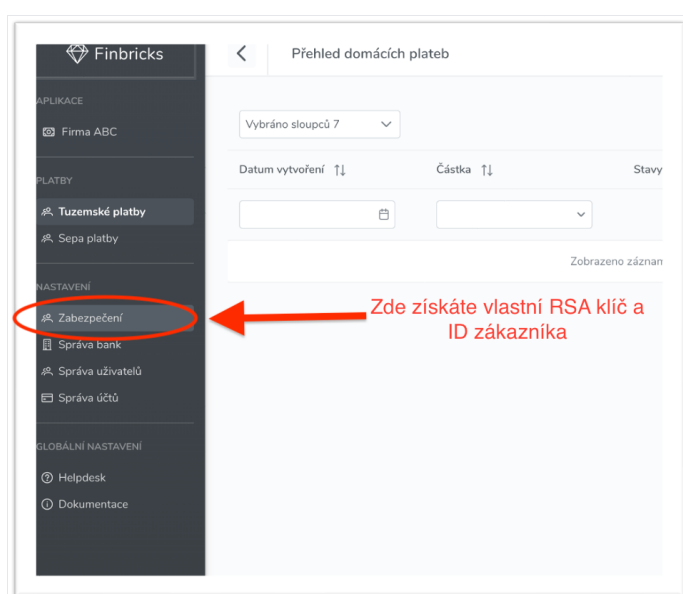 Finbricks
Přehled domácích plateb
APLIKACE
Firma ABC
Vybráno sloupců 7
Datum vytvoření
Částka
Stavy
PLATBY
Tuzemské platby
Sepa platby
Zobrazeno záznam
NASTAVENÍ
Zabezpečení
Zde získáte vlastní RSA klíč a
ID zákazníka
Správa bank
Správa uživatelů
Správa účtů
GLOBÁLNÍ NASTAVENÍ
Helpdesk
Dokumentace